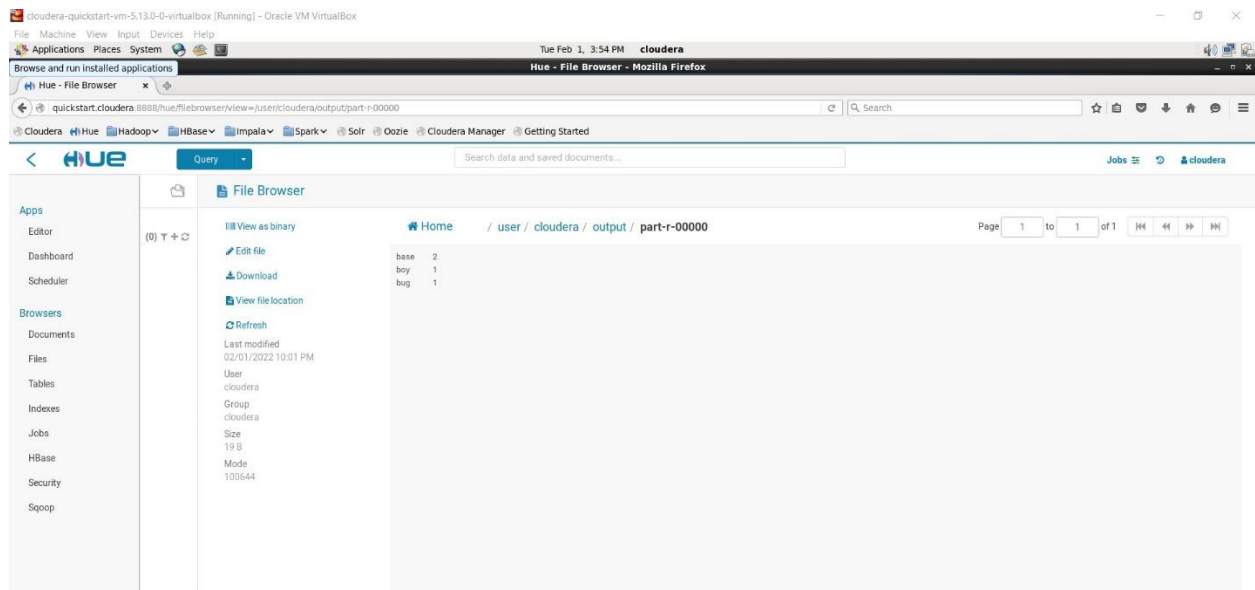 cloudera-quickstart-vm-5.13.0-0-virtualbox [Running] - Oracle VM VirtualBox
File Machine View Input Devices Help
Applications Places System Tue Feb 1, 3:54 PM cloudera
Browse and run installed applications Hue - File Browser - Mozilla Firefox
Hue - File Browser
quickstart.cloudera:8888/hue/filebrowser/view=/user/cloudera/output/part-r-00000 Search
Cloudera Hue Hadoop HBase Impala Spark Solr Oozie Cloudera Manager Getting Started
HUE Query Search data and saved documents... Jobs cloudera
File Browser
Apps
Editor
Dashboard
Scheduler
Browsers
Documents
Files
Tables
Indexes
Jobs
HBase
Security
Sqoop
(0)
View as binary
Edit file
Download
View file location
Refresh
Last modified
02/01/2022 10:01 PM
User
cloudera
Group
cloudera
Size
19 B
Mode
100644
Home / user / cloudera / output / part-r-00000 Page 1 to 1 of 1
base 2
boy 1
bug 1